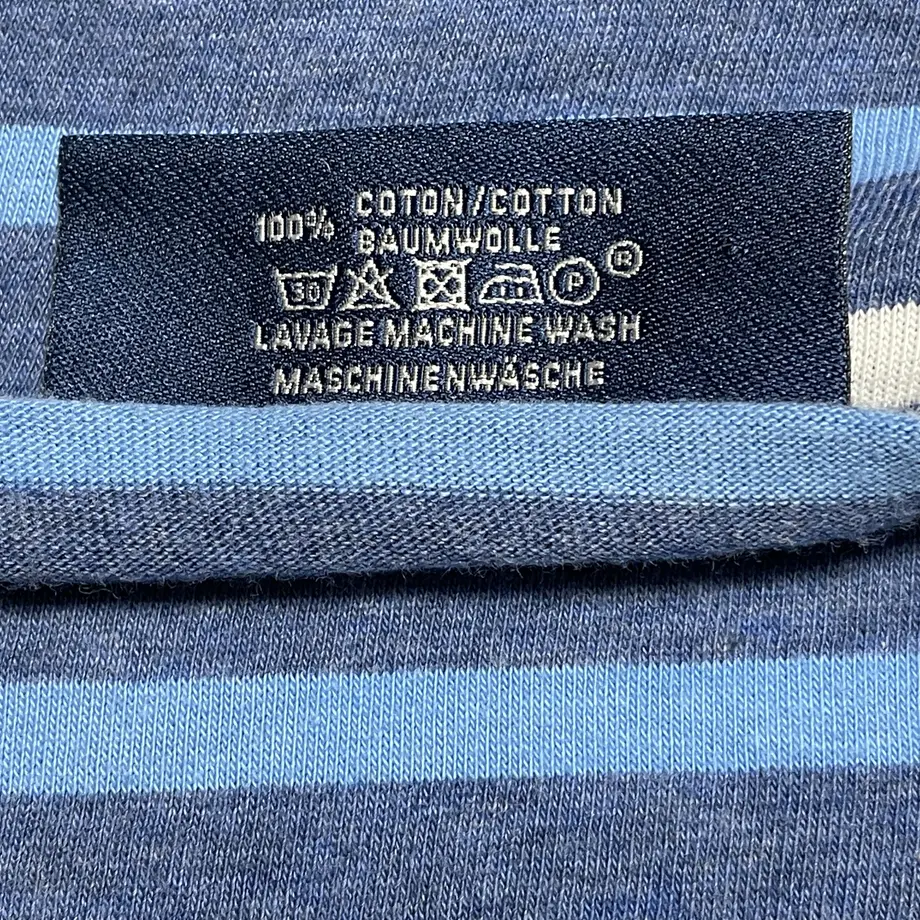 100% COTON/COTTON
BAUMWOLLE
30 P ®
LAVAGE MACHINE WASH
MASCHINENWÄSCHE